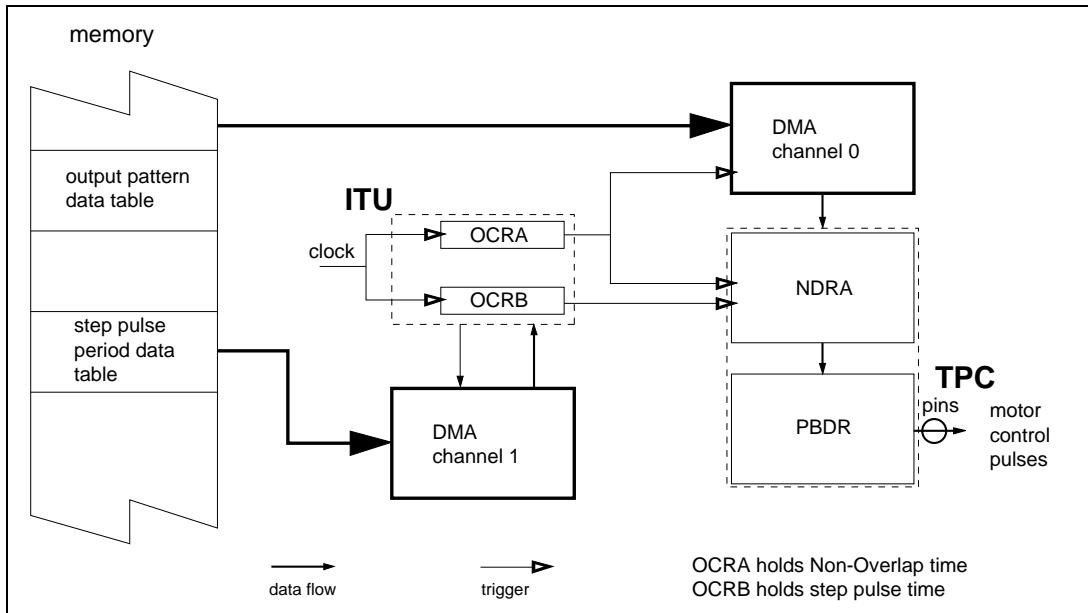 memory
output pattern
data table
step pulse
period data
table
ITU
clock
OCRA
OCRB
DMA
channel 1
DMA
channel 0
NDRA
PBDR
TPC
pins
motor
control
pulses
data flow
trigger
OCRA holds Non-Overlap time
OCRB holds step pulse time